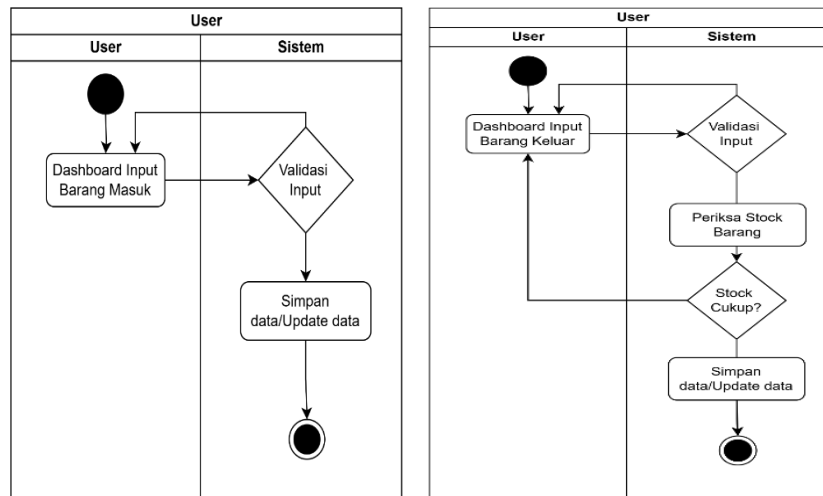 User
User
Sistem
Dashboard Input
Barang Masuk
Validasi
Input
Simpan
data/Update data
User
User
Sistem
Dashboard Input
Barang Keluar
Validasi
Input
Periksa Stock
Barang
Stock
Cukup?
Simpan
data/Update data